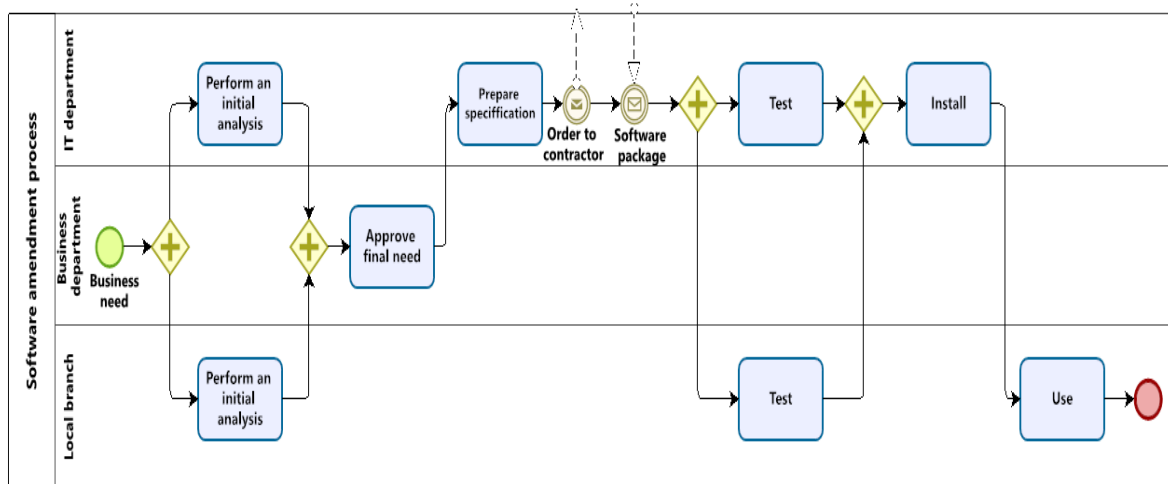 Software amendment process
IT department
Business
department
Local branch
Business
need
Perform an
initial
analysis
Perform an
initial
analysis
Approve
final need
Prepare
speciffication
Order to
contractor
Software
package
Test
Test
Install
Use